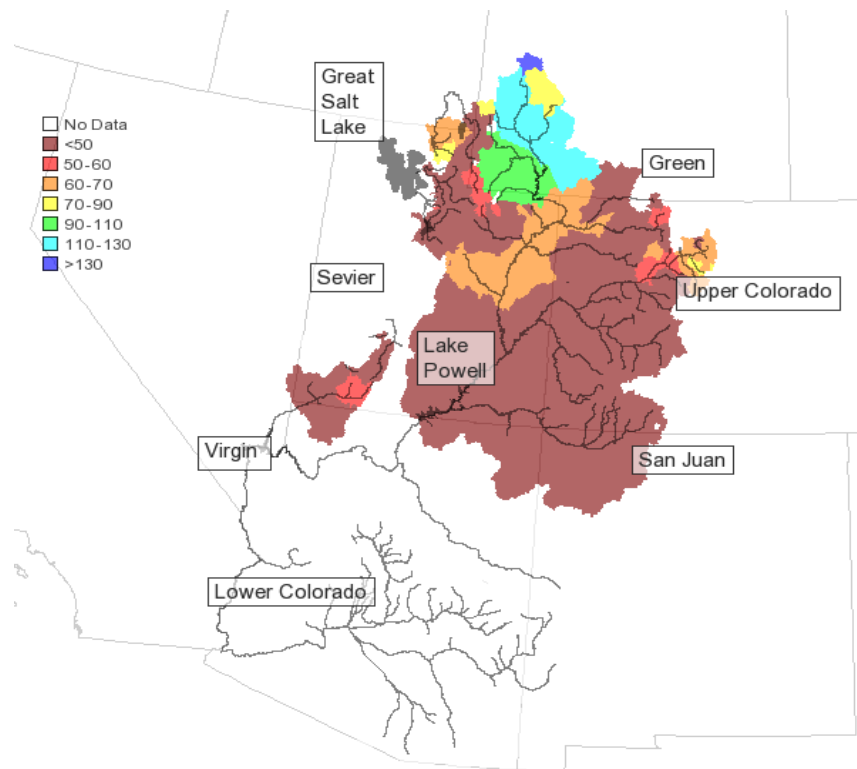 Great
Salt
Lake
No Data
<50
50-60
60-70
70-90
90-110
110-130
>130
Green
Sevier
Upper Colorado
Lake
Powell
Virgin
San Juan
Lower Colorado